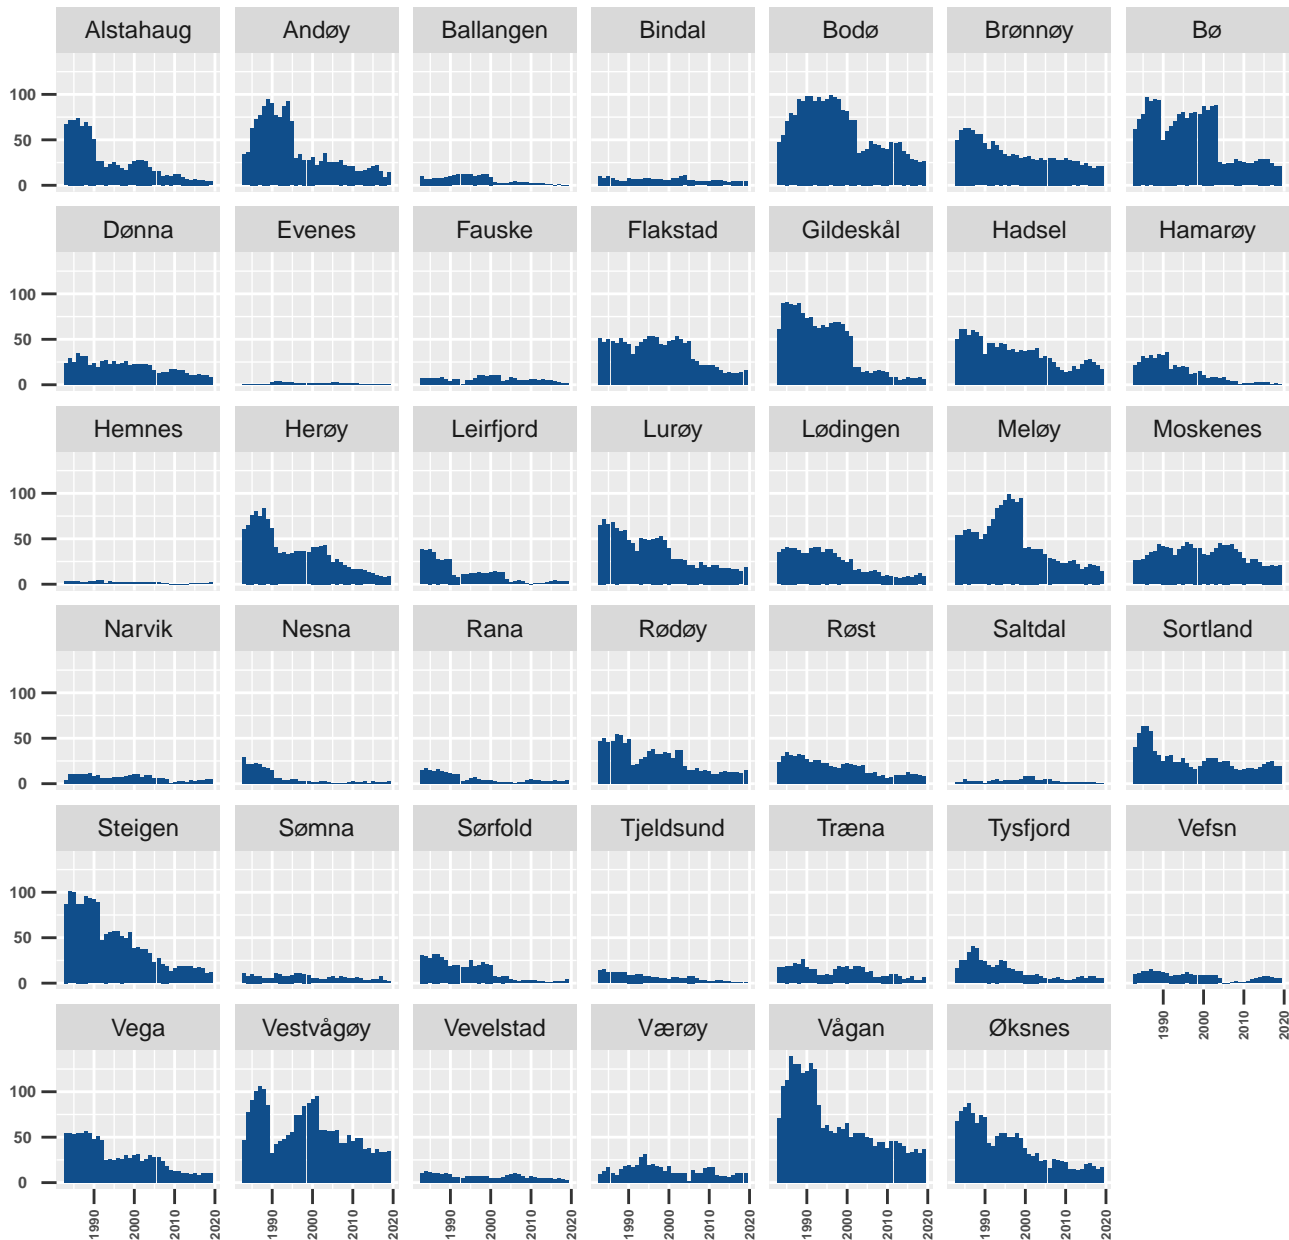 Alstahaug Andøy Ballangen Bindal Bodø Brønnøy Bø
100
50
0
Dønna Evenes Fauske Flakstad Gildeskål Hadsel Hamarøy
100
50
0
Hemnes Herøy Leirfjord Lurøy Lødingen Meløy Moskenes
100
50
0
Narvik Nesna Rana Rødøy Røst Saltdal Sortland
100
50
0
Steigen Sømna Sørfold Tjeldsund Træna Tysfjord Vefsn
100
50
0
1990 2000 2010 2020
Vega Vestvågøy Vevelstad Værøy Vågan Øksnes
100
50
0
1990 2000 2010 2020 1990 2000 2010 2020 1990 2000 2010 2020 1990 2000 2010 2020 1990 2000 2010 2020 1990 2000 2010 2020